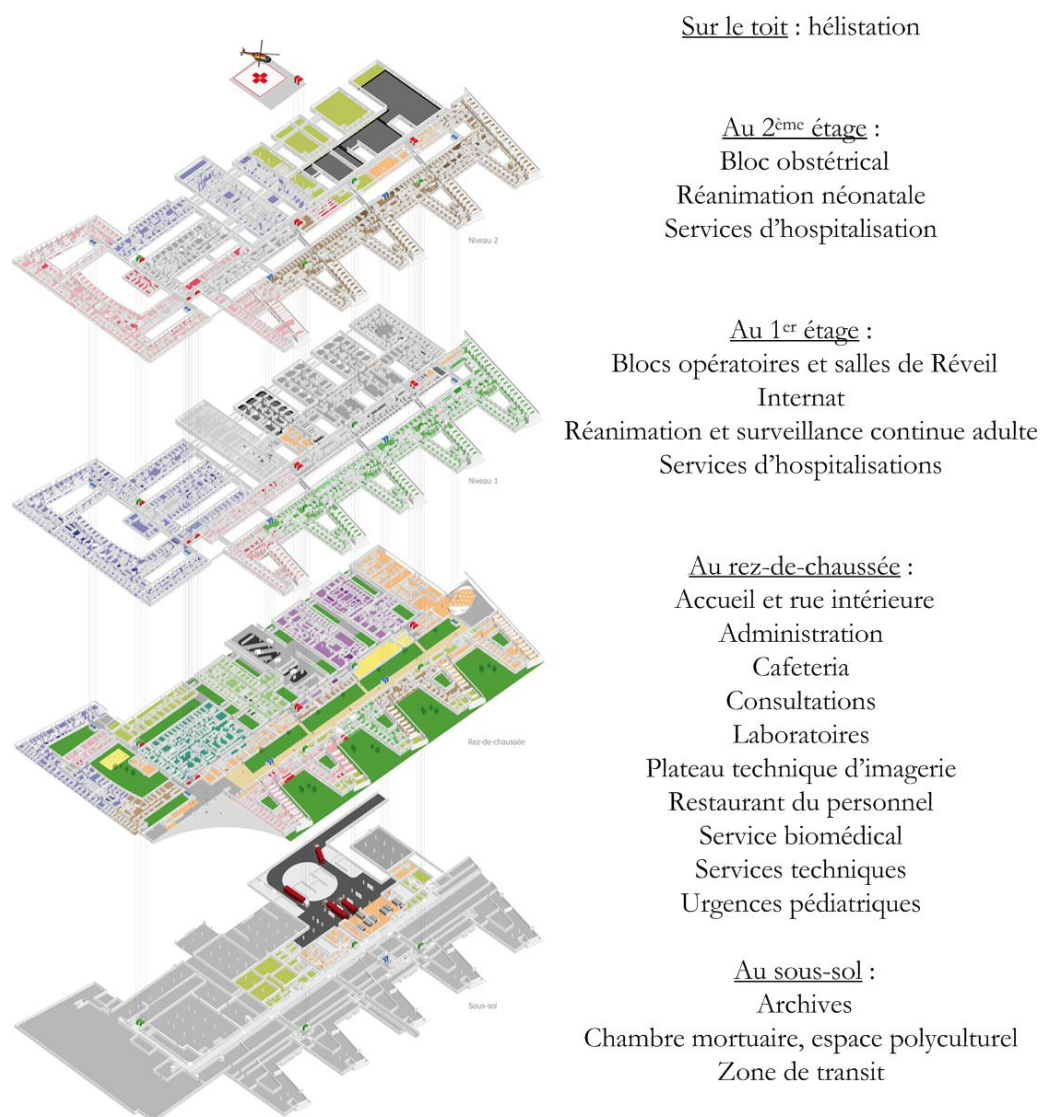 Sur le toit : hélistation
Au 2ème étage :
Bloc obstétrical
Réanimation néonatale
Services d'hospitalisation
Niveau 2
Au 1er étage :
Blocs opératoires et salles de Réveil
Internat
Réanimation et surveillance continue adulte
Services d'hospitalisations
Niveau 1
Au rez-de-chaussée :
Accueil et rue intérieure
Administration
Cafeteria
Consultations
Laboratoires
Plateau technique d'imagerie
Restaurant du personnel
Service biomédical
Services techniques
Urgences pédiatriques
Rez-de-chaussée
Au sous-sol :
Archives
Chambre mortuaire, espace polyculturel
Zone de transit
Sous-sol